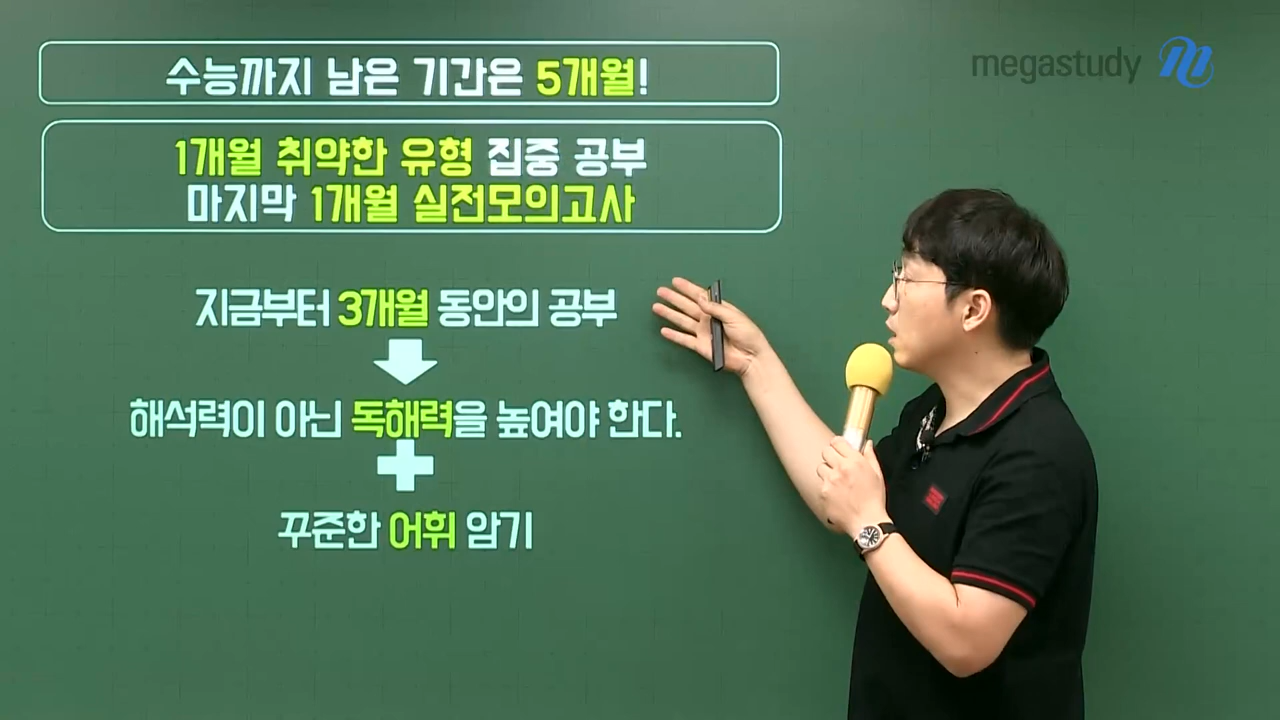 수능까지 남은 기간은 5개월!
megastudy
1개월 취약한 유형 집중 공부
마지막 1개월 실전모의고사
지금부터 3개월 동안의 공부
해석력이 아닌 독해력을 높여야 한다.
꾸준한 어휘 암기